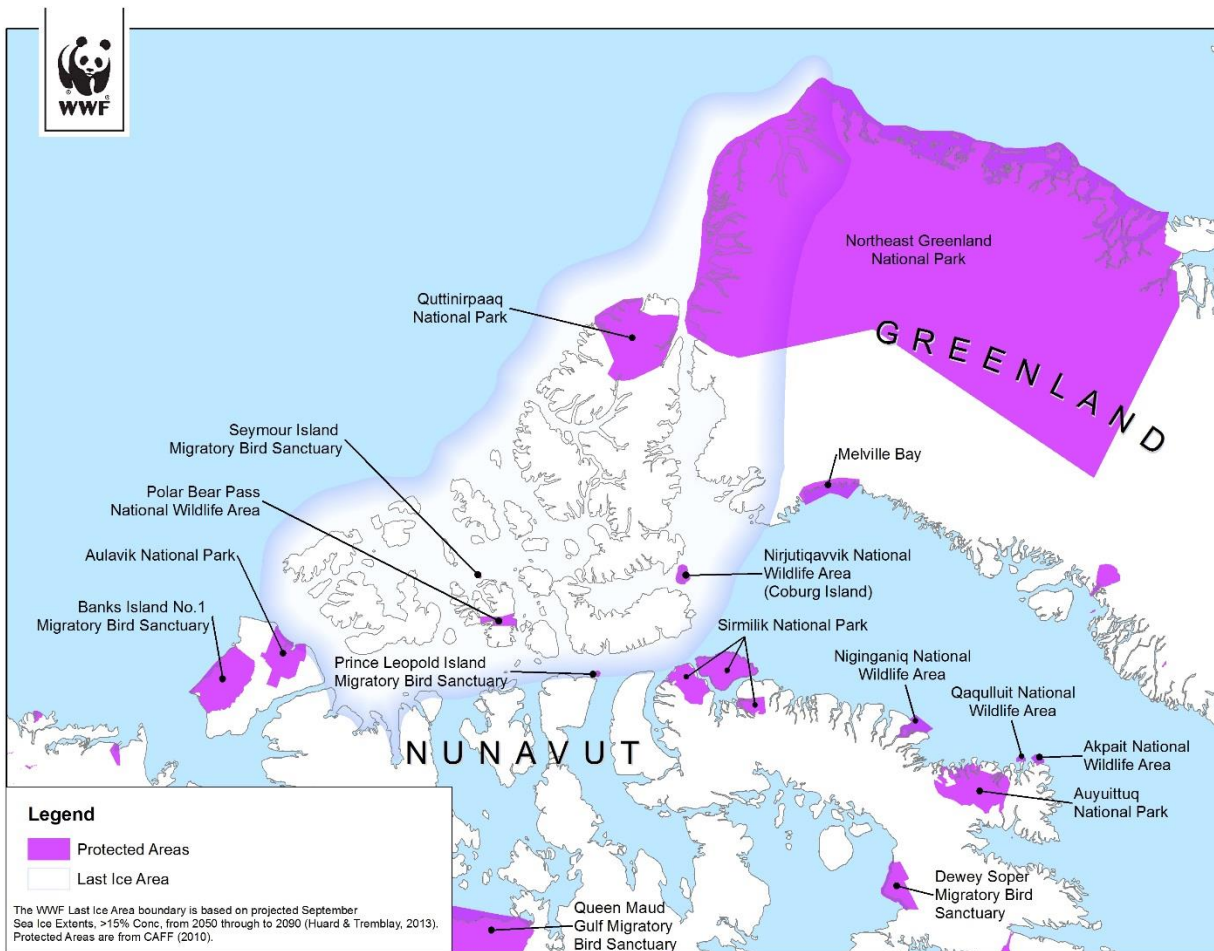 WWF
Northeast Greenland
National Park
Quttinirpaaq
National Park
GREENLAND
Seymour Island
Migratory Bird Sanctuary
Melville Bay
Polar Bear Pass
National Wildlife Area
Aulavik National Park
Nirjutiqavvik National
Wildlife Area
(Coburg Island)
Banks Island No.1
Migratory Bird Sanctuary
Sirmilik National Park
Prince Leopold Island
Migratory Bird Sanctuary
Niginganiq National
Wildlife Area
Qaqulluit National
Wildlife Area
NUNAVUT
Akpait National
Wildlife Area
Auyuittuq
National Park
Legend
Protected Areas
Last Ice Area
Dewey Soper
Migratory Bird
Sanctuary
Queen Maud
Gulf Migratory
Bird Sanctuary
The WWF Last Ice Area boundary is based on projected September
Sea Ice Extents, >15% Conc, from 2050 through to 2090 (Huard & Tremblay, 2013).
Protected Areas are from CAFF (2010).